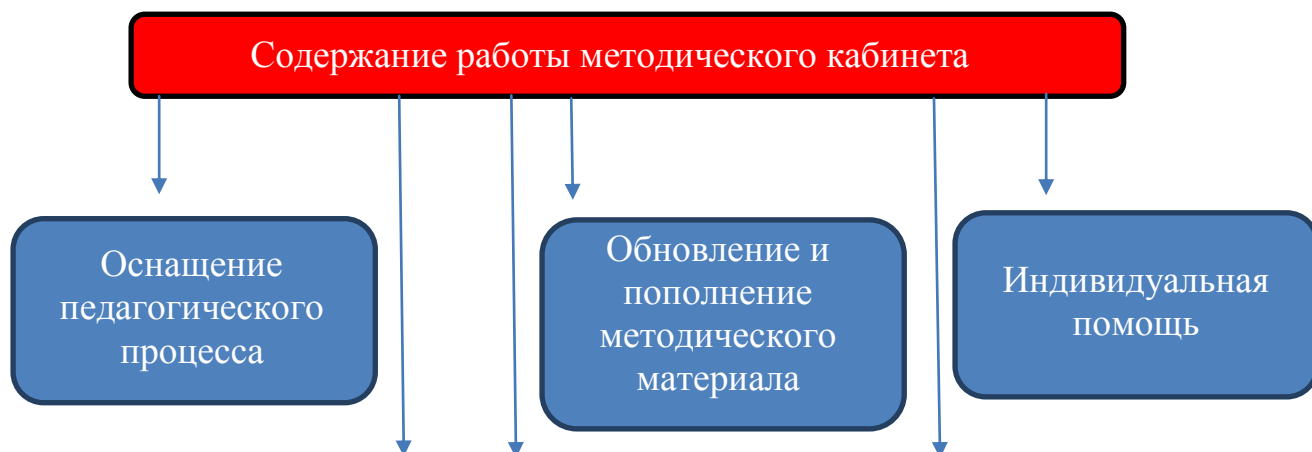 Содержание работы методического кабинета
Оснащение
педагогического
процесса
Обновление и
пополнение
методического
материала
Индивидуальная
помощь